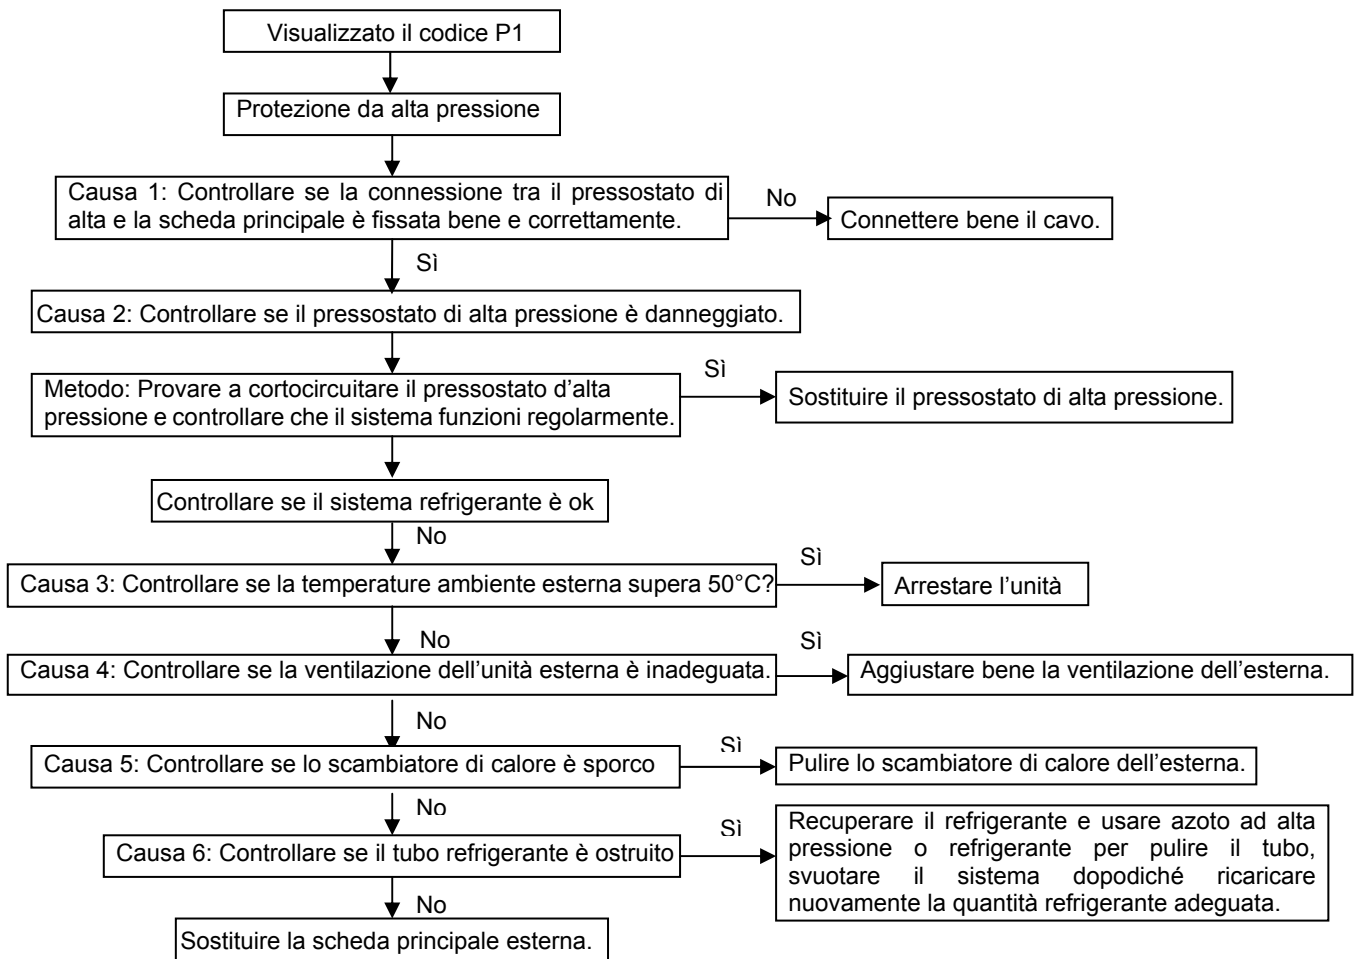 Visualizzato il codice P1
Protezione da alta pressione
Causa 1: Controllare se la connessione tra il pressostato di
alta e la scheda principale è fissata bene e correttamente.
No
Connettere bene il cavo.
Sì
Causa 2: Controllare se il pressostato di alta pressione è danneggiato.
Metodo: Provare a cortocircuitare il pressostato d’alta
pressione e controllare che il sistema funzioni regolarmente.
Sì
Sostituire il pressostato di alta pressione.
Controllare se il sistema refrigerante è ok
No
Causa 3: Controllare se la temperature ambiente esterna supera 50°C?
Sì
Arrestare l’unità
No
Causa 4: Controllare se la ventilazione dell’unità esterna è inadeguata.
Sì
Aggiustare bene la ventilazione dell’esterna.
No
Causa 5: Controllare se lo scambiatore di calore è sporco
Sì
Pulire lo scambiatore di calore dell’esterna.
No
Causa 6: Controllare se il tubo refrigerante è ostruito
Sì
Recuperare il refrigerante e usare azoto ad alta
pressione o refrigerante per pulire il tubo,
svuotare il sistema dopodiché ricaricare
nuovamente la quantità refrigerante adeguata.
No
Sostituire la scheda principale esterna.